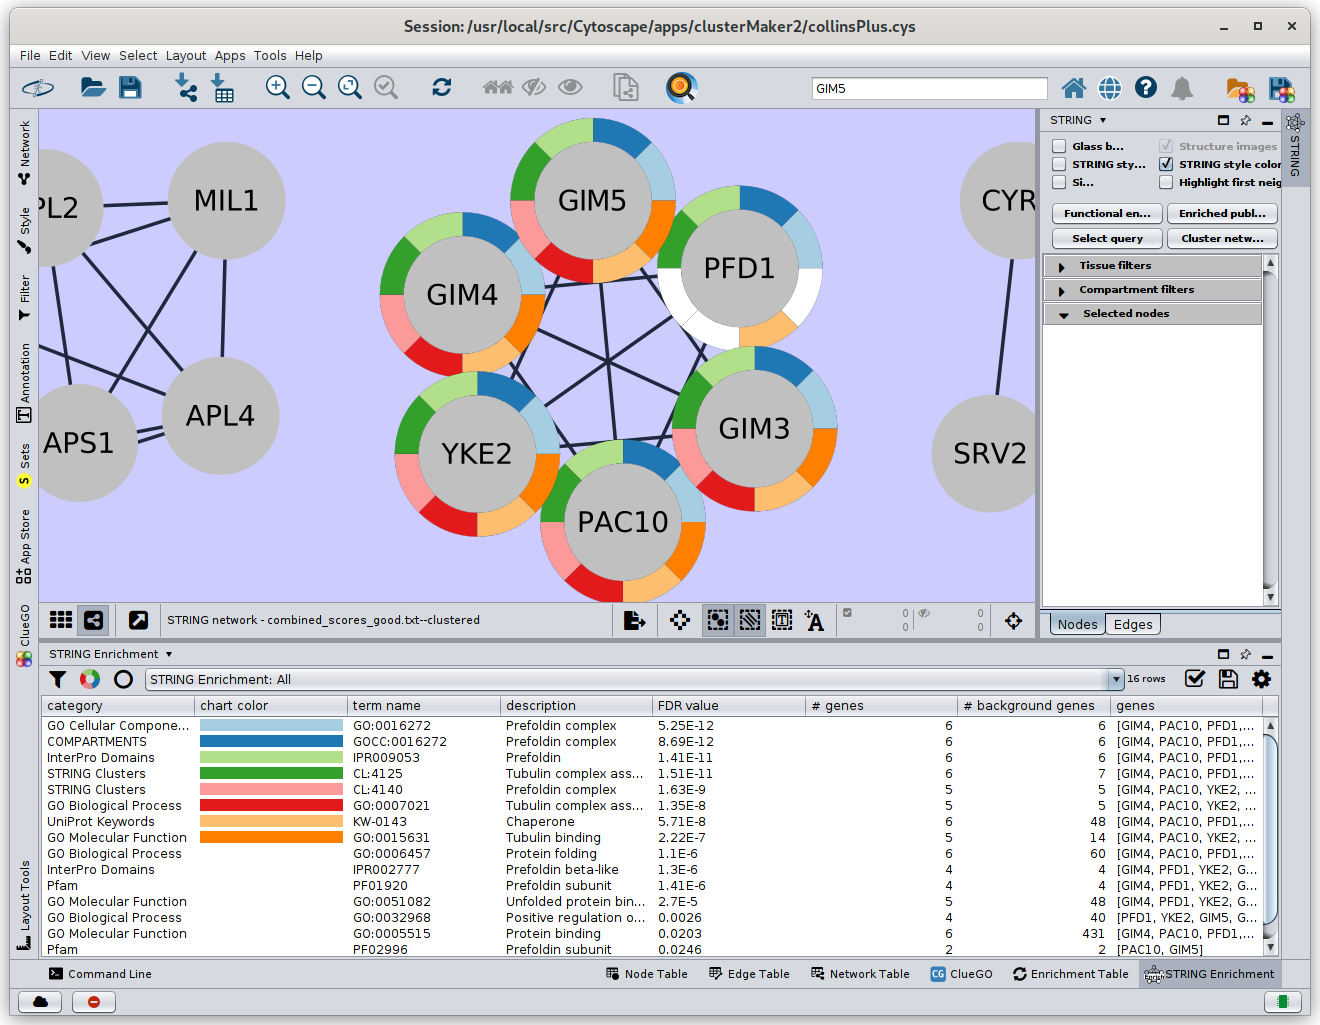 Session: /usr/local/src/Cytoscape/apps/clusterMaker2/collinsPlus.cys
File Edit View Select Layout Apps Tools Help
GIM5
Network
Style
Filter
Annotation
Sets
App Store
ClueGO
Layout Tools
PL2
MIL1
APS1
APL4
GIM5
PFD1
GIM4
GIM3
YKE2
PAC10
CYR
SRV2
STRING network - combined_scores_good.txt--clustered
0 0
0 0
STRING
STRING
Glass b... Structure images
STRING sty... STRING style color
Si... Highlight first neig
Functional en... Enriched publ...
Select query Cluster netw...
Tissue filters
Compartment filters
Selected nodes
Nodes Edges
STRING Enrichment
STRING Enrichment: All 16 rows
category chart color term name description FDR value # genes # background genes genes
GO Cellular Compone... GO:0016272 Prefoldin complex 5.25E-12 6 6 [GIM4, PAC10, PFD1,...
COMPARTMENTS GOCC:0016272 Prefoldin complex 8.69E-12 6 6 [GIM4, PAC10, PFD1,...
InterPro Domains IPR009053 Prefoldin 1.41E-11 6 6 [GIM4, PAC10, PFD1,...
STRING Clusters CL:4125 Tubulin complex ass... 1.51E-11 6 7 [GIM4, PAC10, PFD1,...
STRING Clusters CL:4140 Prefoldin complex 1.63E-9 5 5 [GIM4, PAC10, YKE2, ...
GO Biological Process GO:0007021 Tubulin complex ass... 1.35E-8 5 5 [GIM4, PAC10, YKE2, ...
UniProt Keywords KW-0143 Chaperone 5.71E-8 6 48 [GIM4, PAC10, PFD1,...
GO Molecular Function GO:0015631 Tubulin binding 2.22E-7 5 14 [GIM4, PAC10, YKE2, ...
GO Biological Process GO:0006457 Protein folding 1.1E-6 6 60 [GIM4, PAC10, PFD1,...
InterPro Domains IPR002777 Prefoldin beta-like 1.3E-6 4 4 [GIM4, PFD1, YKE2, G...
Pfam PF01920 Prefoldin subunit 1.41E-6 4 4 [GIM4, PFD1, YKE2, G...
GO Molecular Function GO:0051082 Unfolded protein bin... 2.7E-5 5 48 [GIM4, PFD1, YKE2, G...
GO Biological Process GO:0032968 Positive regulation o... 0.0026 4 40 [PFD1, YKE2, GIM5, G...
GO Molecular Function GO:0005515 Protein binding 0.0203 6 431 [GIM4, PAC10, PFD1,...
Pfam PF02996 Prefoldin subunit 0.0246 2 2 [PAC10, GIM5]
Command Line Node Table Edge Table Network Table CG ClueGO Enrichment Table STRING Enrichment